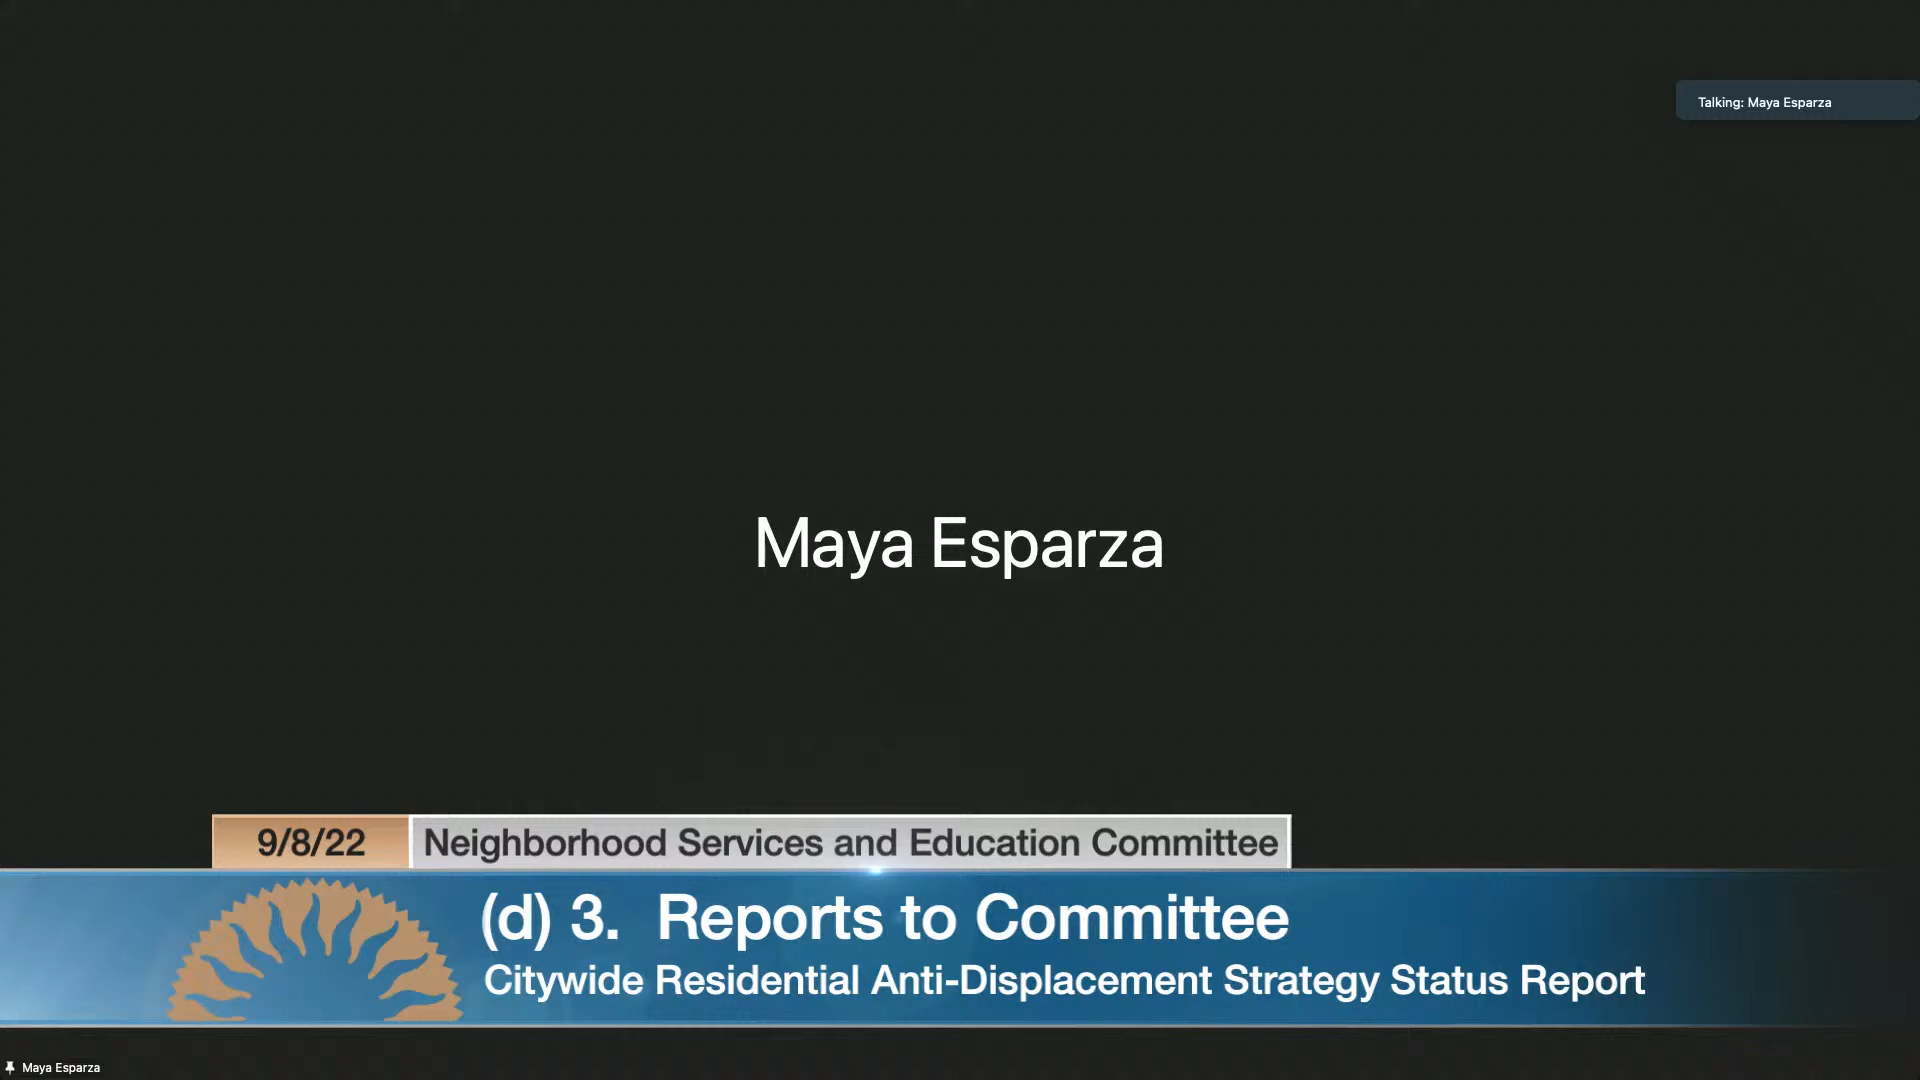 Talking: Maya Esparza
Maya Esparza
9/8/22 Neighborhood Services and Education Committee
(d) 3. Reports to Committee
Citywide Residential Anti-Displacement Strategy Status Report
Maya Esparza